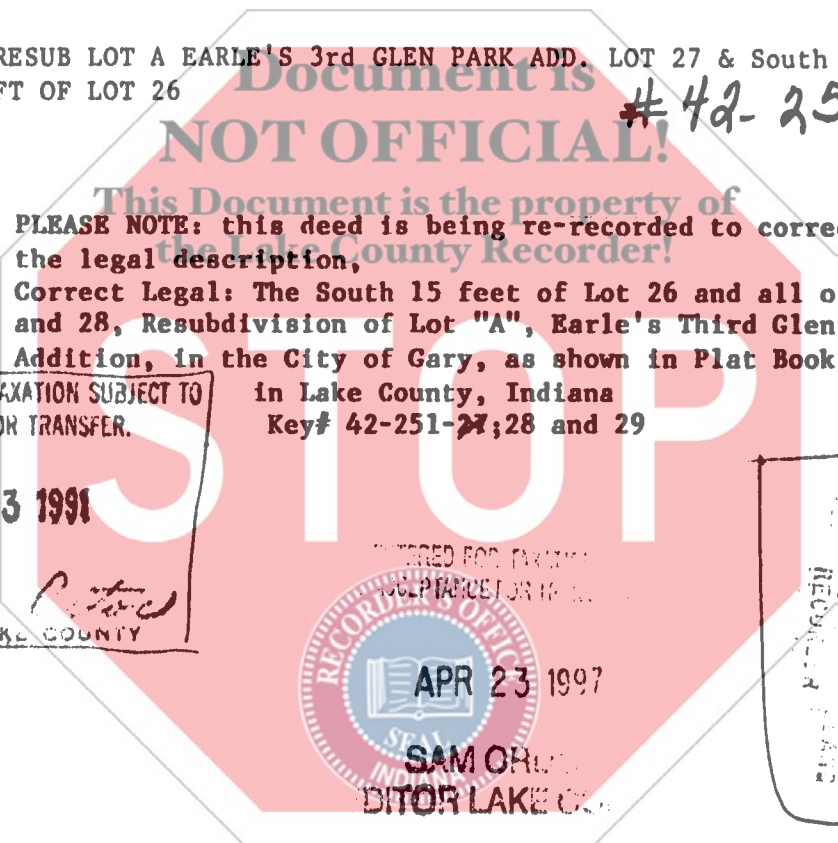 RESUB LOT A EARLE'S 3rd GLEN PARK ADD. LOT 27 & South
FT OF LOT 26
# 42- 25
Document is
NOT OFFICIAL!
This Document is the property of
the Lake County Recorder!
PLEASE NOTE: this deed is being re-recorded to correc
the legal description,
Correct Legal: The South 15 feet of Lot 26 and all o
and 28, Resubdivision of Lot "A", Earle's Third Glen
Addition, in the City of Gary, as shown in Plat Book
in Lake County, Indiana
Key# 42-251-27;28 and 29
AXATION SUBJECT TO
OR TRANSFER.
3 1991
KE COUNTY
STOP
RECORDER'S OFFICE
SEAL
INDIANA
APR 23 1997
SAM
DITOR LAKE